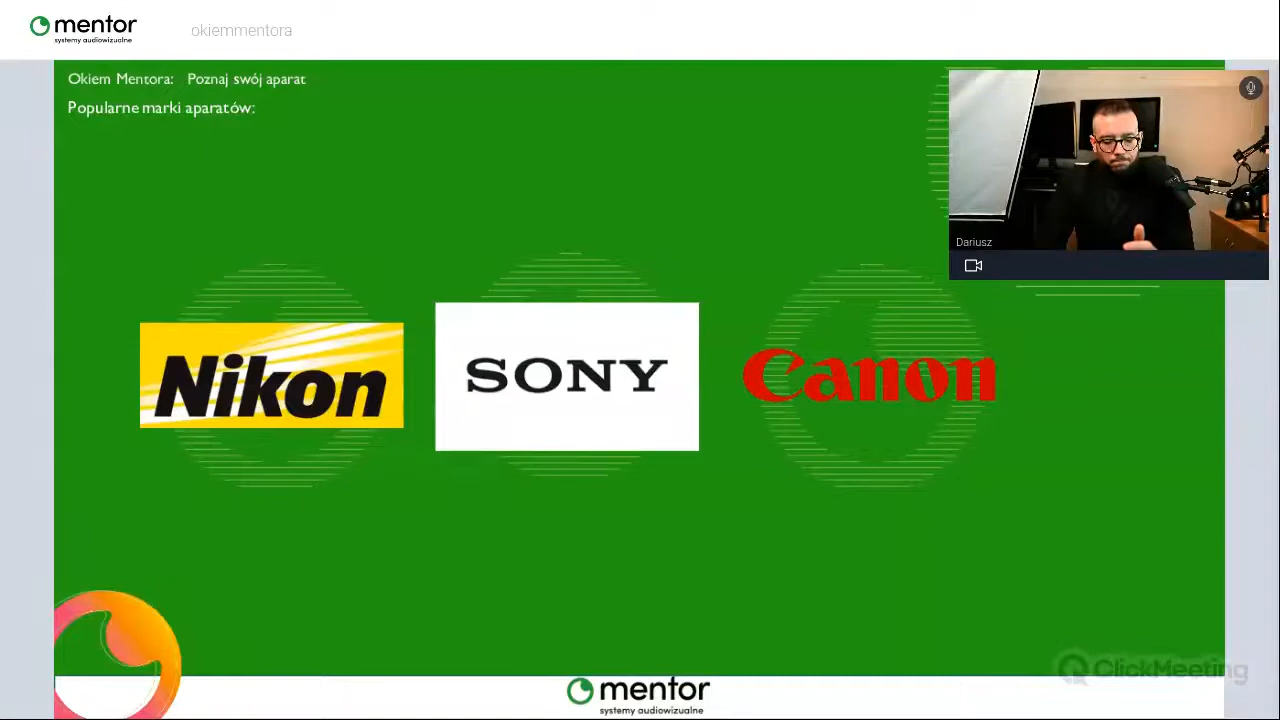 mentor
systemy audiowizualne
okiemmentora
Okiem Mentora: Poznaj swój aparat
Popularne marki aparatów:
Dariusz
Nikon
SONY
Canon
ClickMeeting
mentor
systemy audiowizualne